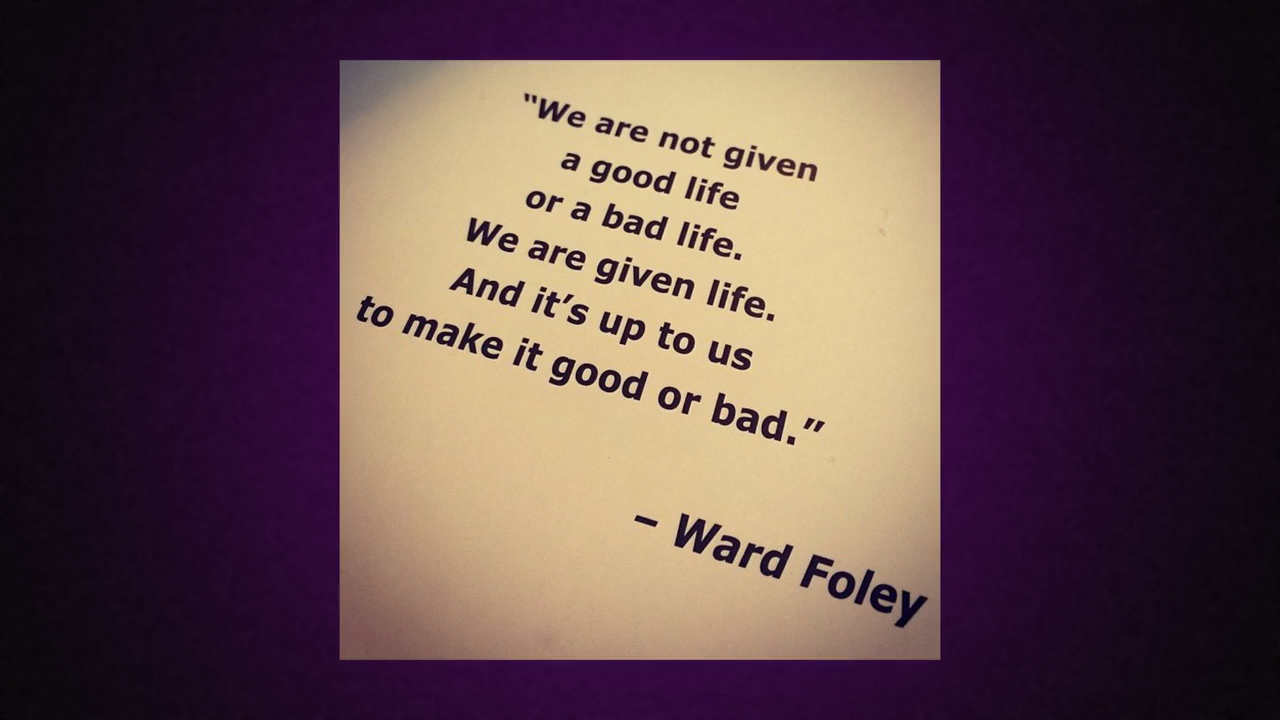 "We are not given
a good life
or a bad life.
We are given life.
And it's up to us
to make it good or bad."
– Ward Foley